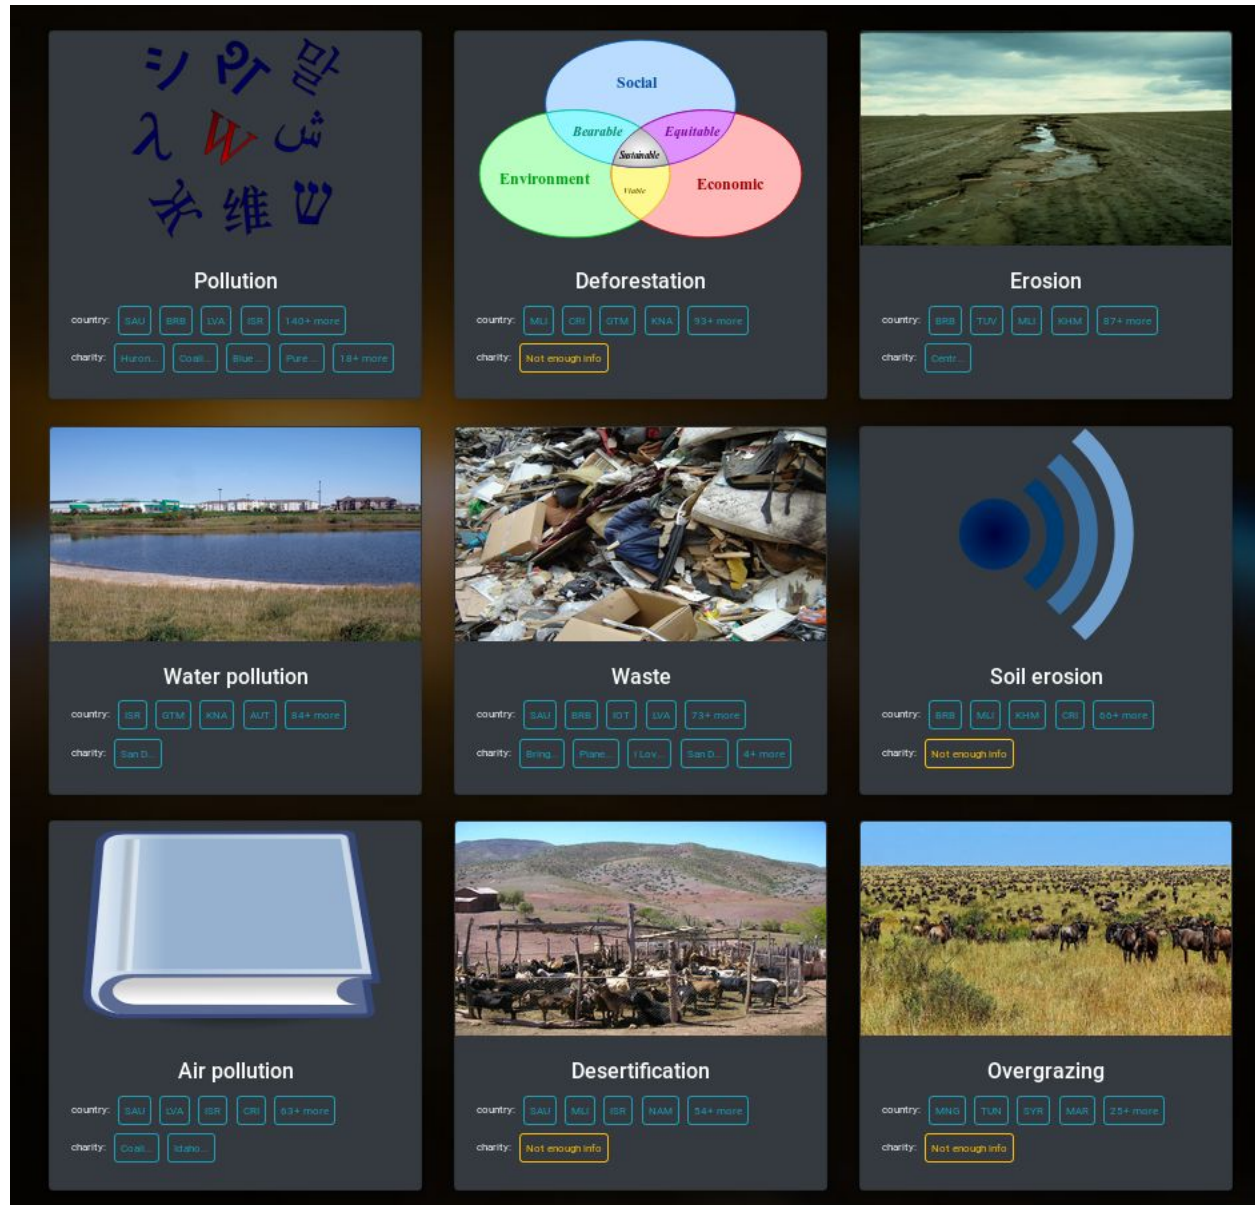 シ や 말
λ W ش
维 ש
Pollution
country: SAU BRB LVA ISR 140+ more
charity: Huron... Coali... Blue ... Pure ... 18+ more
Social
Bearable Equitable
Sustainable
Environment Economic
Viable
Deforestation
country: MLI CRI GTM KNA 93+ more
charity: Not enough info
Erosion
country: BRB TUV MLI KHM 87+ more
charity: Centr...
Water pollution
country: ISR GTM KNA AUT 84+ more
charity: San D...
Waste
country: SAU BRB IOT LVA 73+ more
charity: Bring... Plane... I Lov... San D... 4+ more
Soil erosion
country: BRB MLI KHM CRI 66+ more
charity: Not enough info
Air pollution
country: SAU LVA ISR CRI 63+ more
charity: Coali... Idaho...
Desertification
country: SAU MLI ISR NAM 54+ more
charity: Not enough info
Overgrazing
country: MNG TUN SYR MAR 25+ more
charity: Not enough info